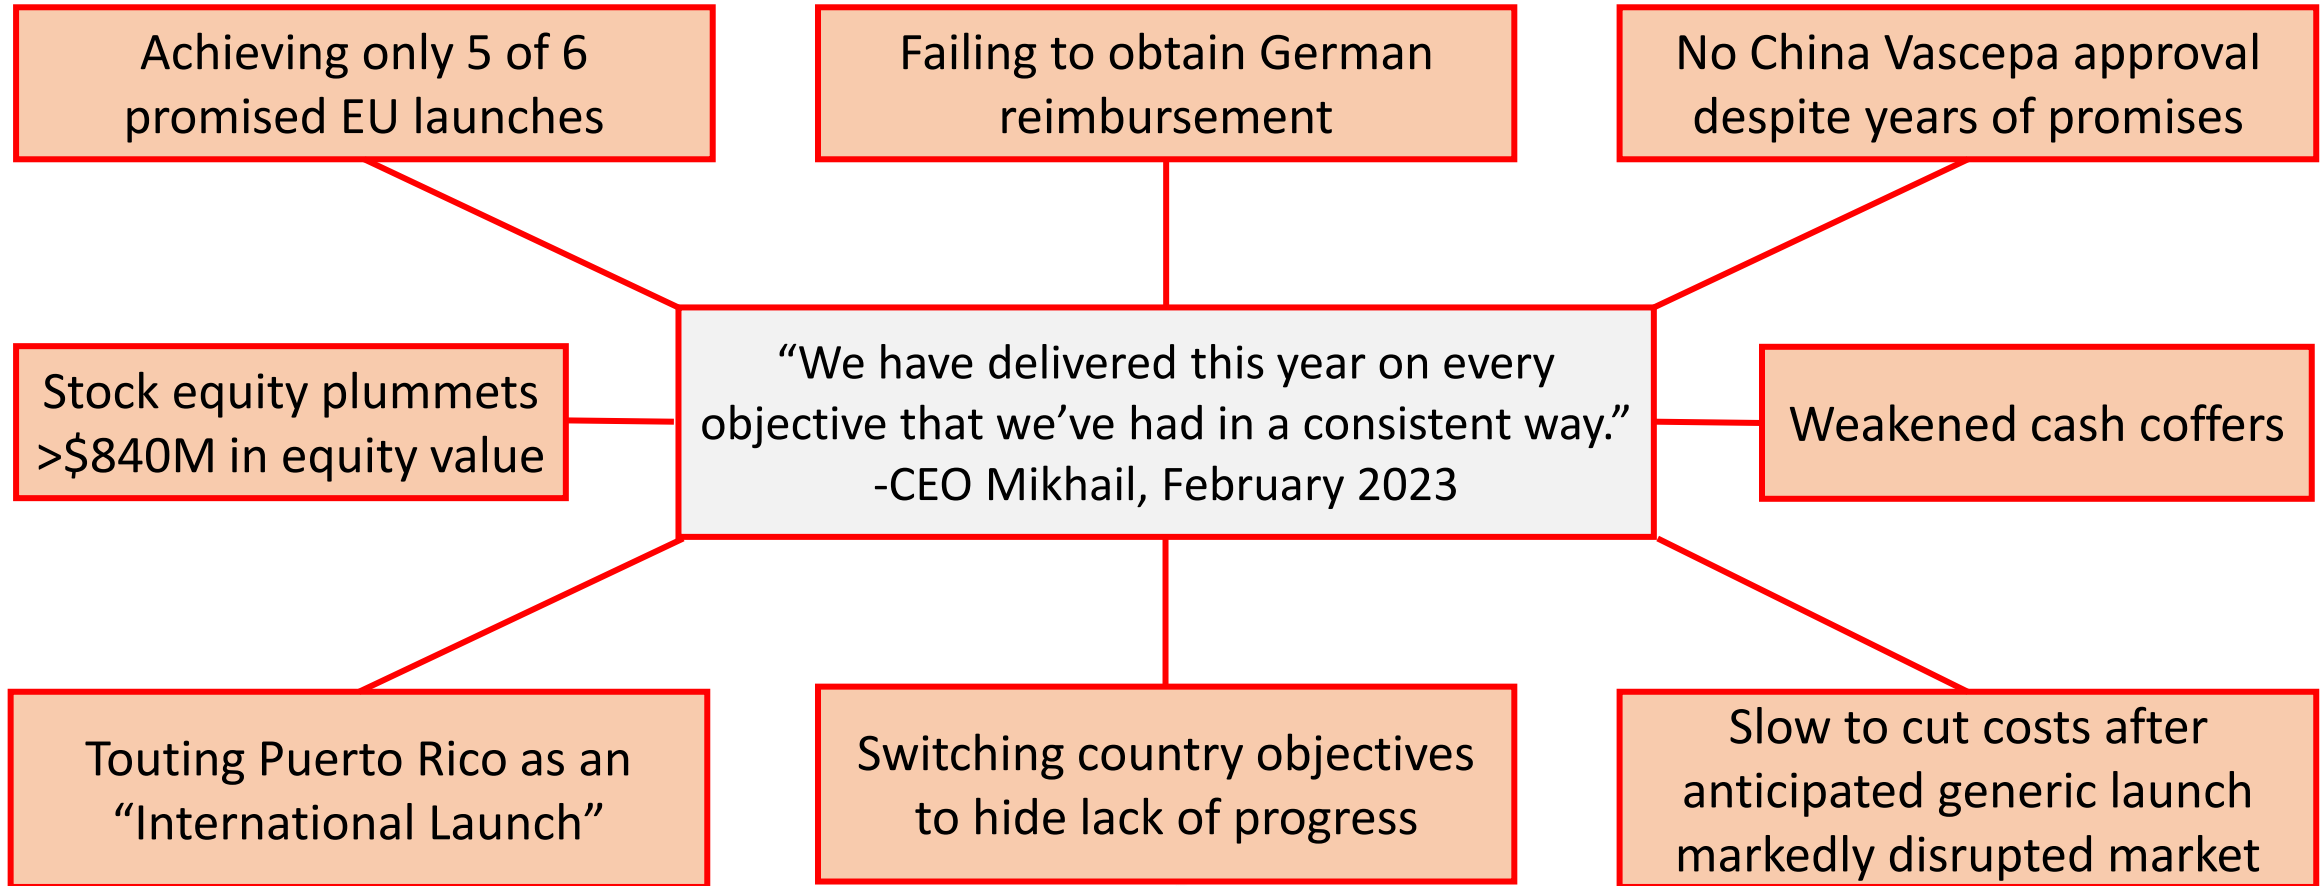 Achieving only 5 of 6
promised EU launches
Failing to obtain German
reimbursement
No China Vascepa approval
despite years of promises
Stock equity plummets
>$840M in equity value
“We have delivered this year on every
objective that we’ve had in a consistent way.”
-CEO Mikhail, February 2023
Weakened cash coffers
Touting Puerto Rico as an
“International Launch”
Switching country objectives
to hide lack of progress
Slow to cut costs after
anticipated generic launch
markedly disrupted market